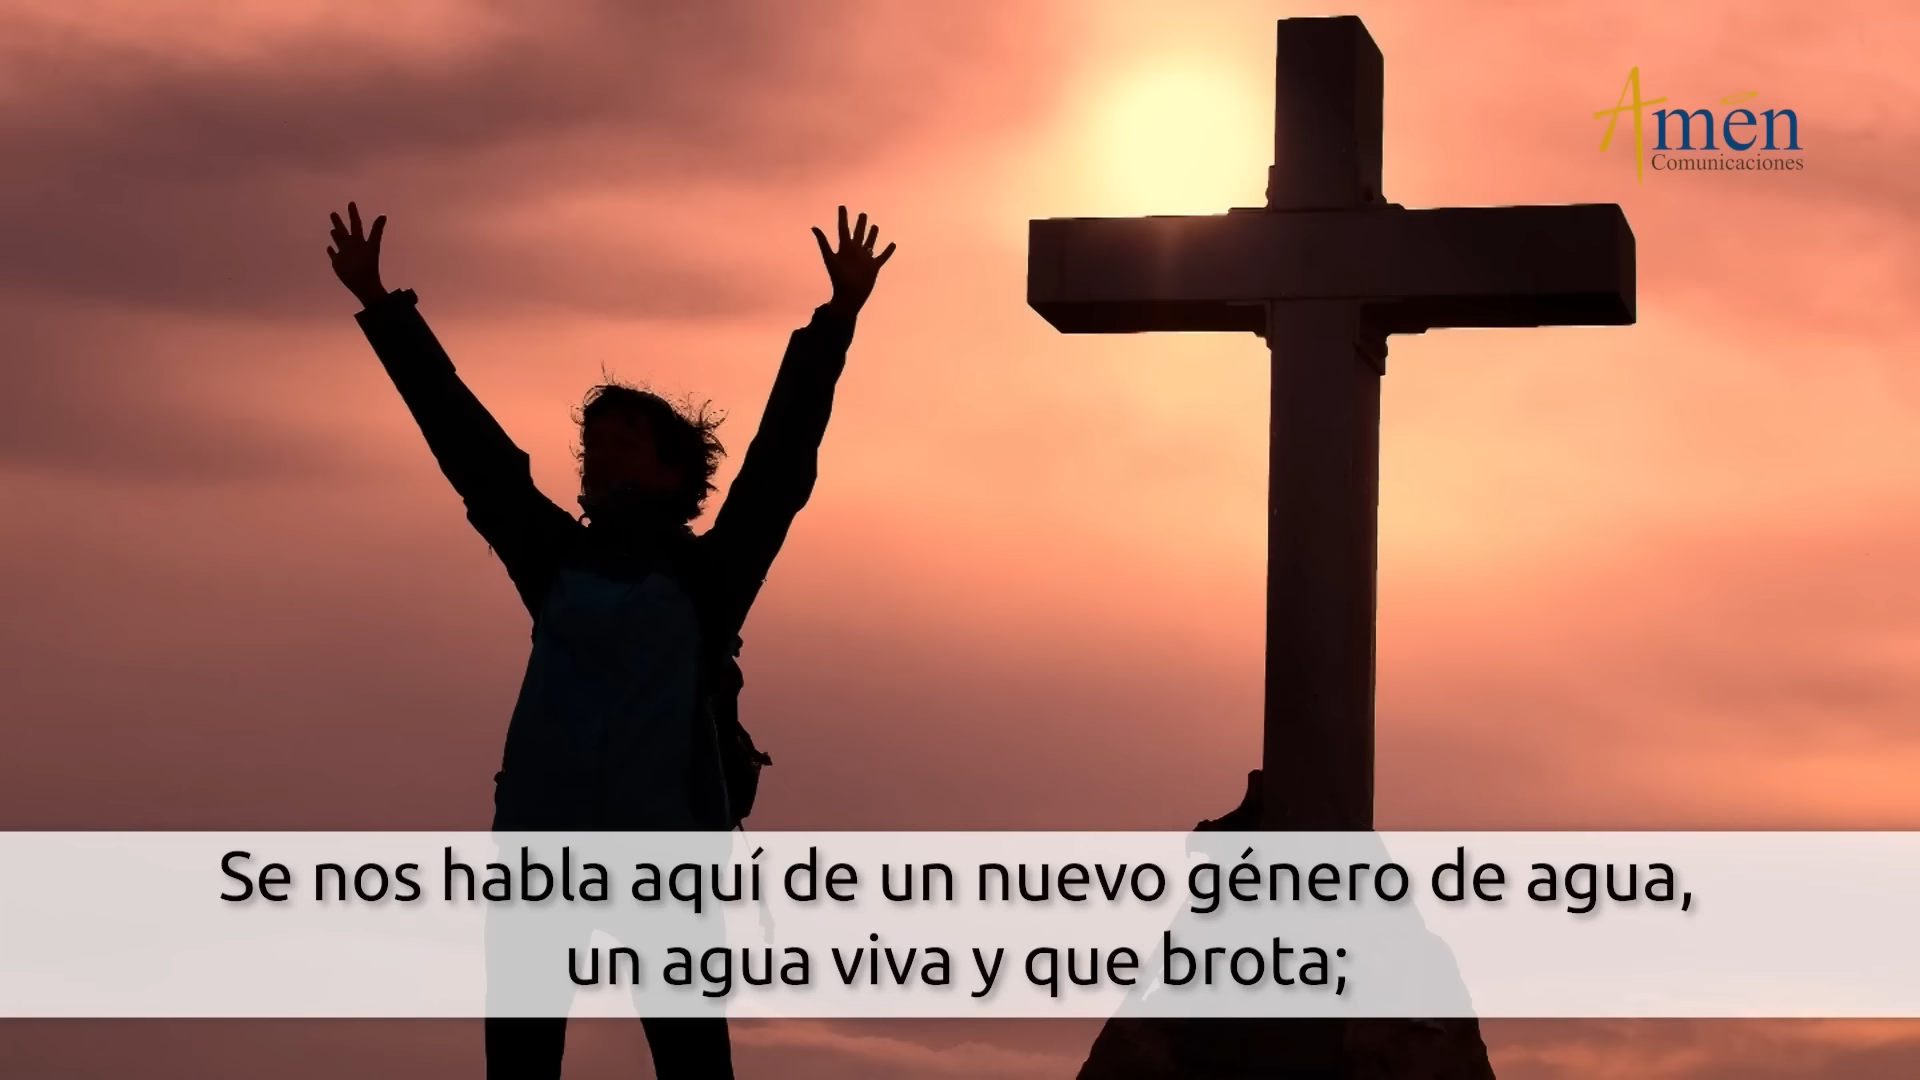 Amén
Comunicaciones
Se nos habla aquí de un nuevo género de agua,
un agua viva y que brota;